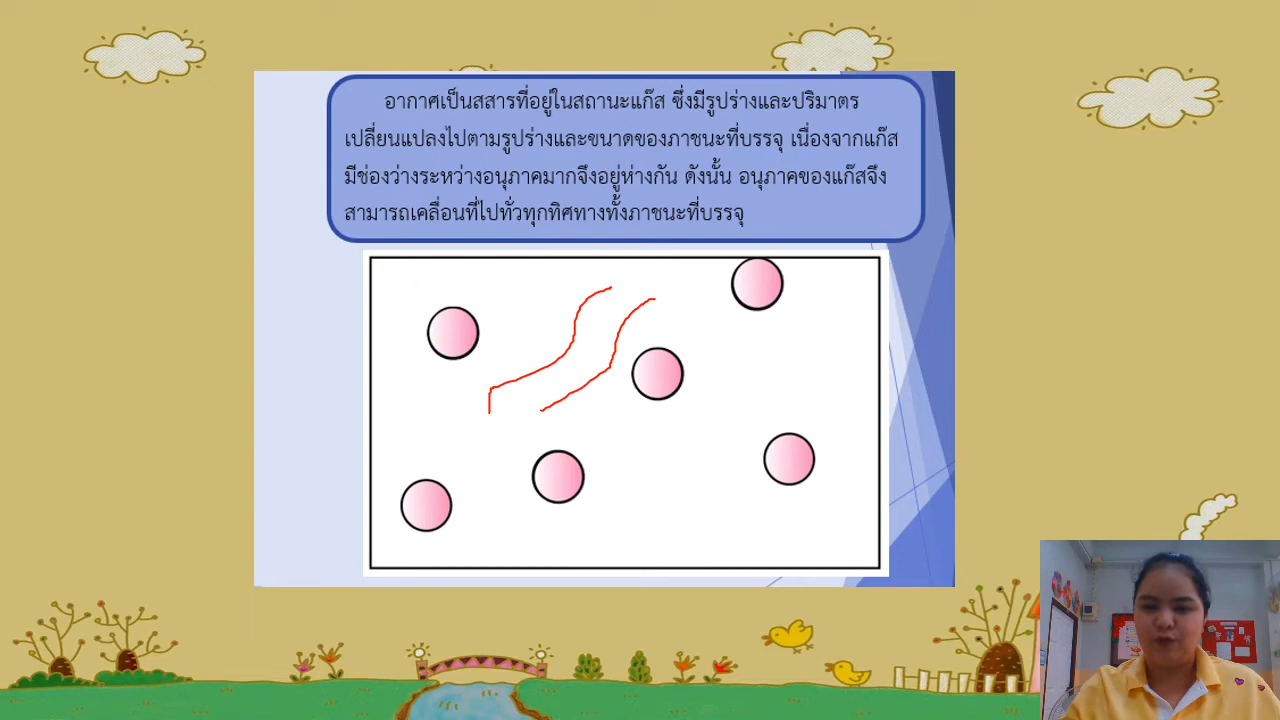 อากาศเป็นสสารที่อยู่ในสถานะแก๊ส ซึ่งมีรูปร่างและปริมาตร
เปลี่ยนแปลงไปตามรูปร่างและขนาดของภาชนะที่บรรจุ เนื่องจากแก๊ส
มีช่องว่างระหว่างอนุภาคมากจึงอยู่ห่างกัน ดังนั้น อนุภาคของแก๊สจึง
สามารถเคลื่อนที่ไปทั่วทุกทิศทางทั้งภาชนะที่บรรจุ